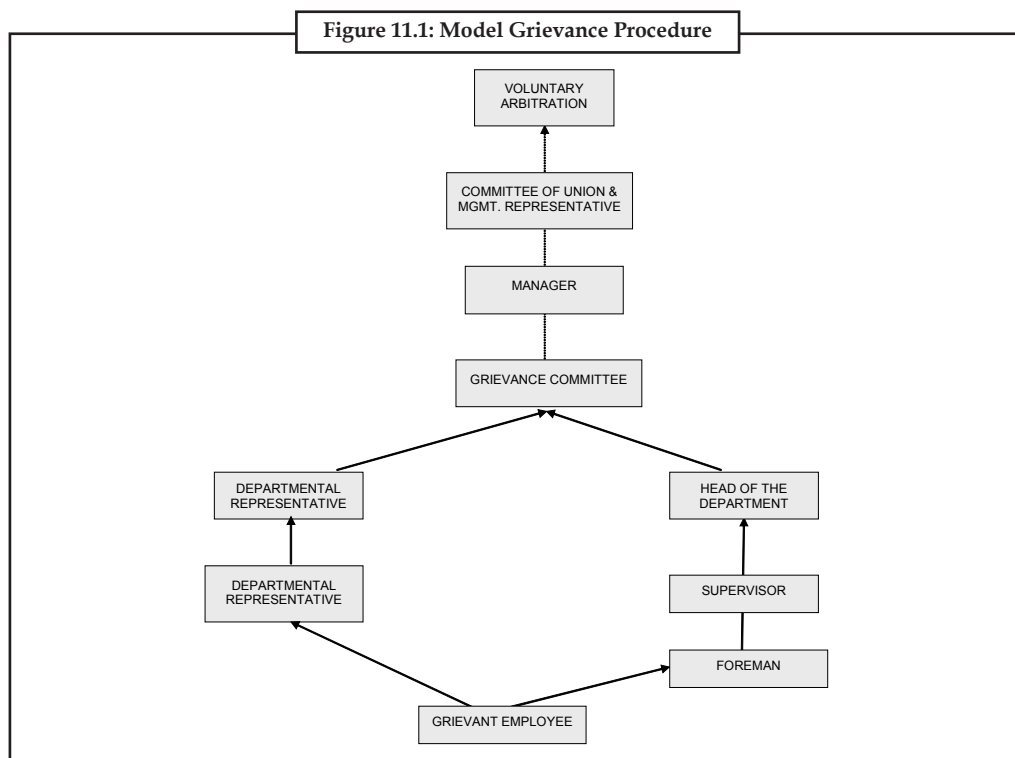 Figure 11.1: Model Grievance Procedure
VOLUNTARY
ARBITRATION
COMMITTEE OF UNION &
MGMT. REPRESENTATIVE
MANAGER
GRIEVANCE COMMITTEE
DEPARTMENTAL
REPRESENTATIVE
HEAD OF THE
DEPARTMENT
DEPARTMENTAL
REPRESENTATIVE
SUPERVISOR
FOREMAN
GRIEVANT EMPLOYEE